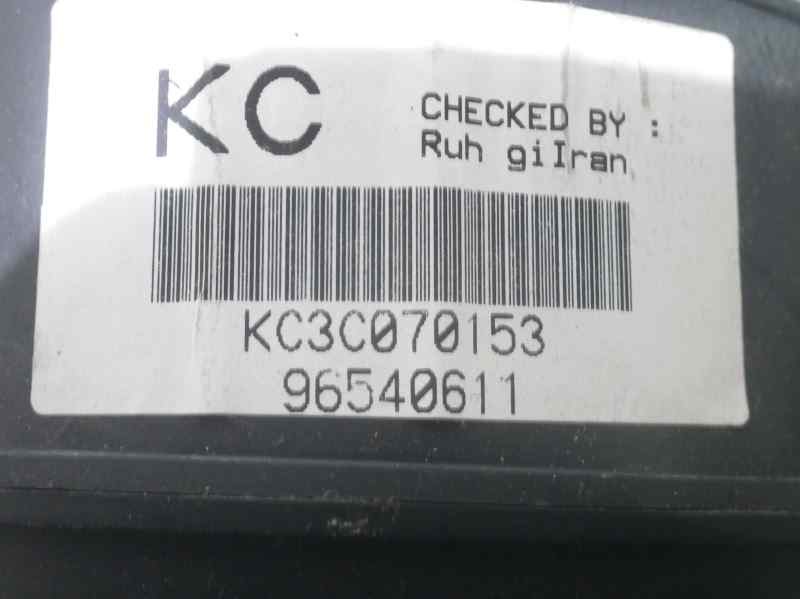 KC
CHECKED BY :
Ruh giIran
KC3C070153
96540611